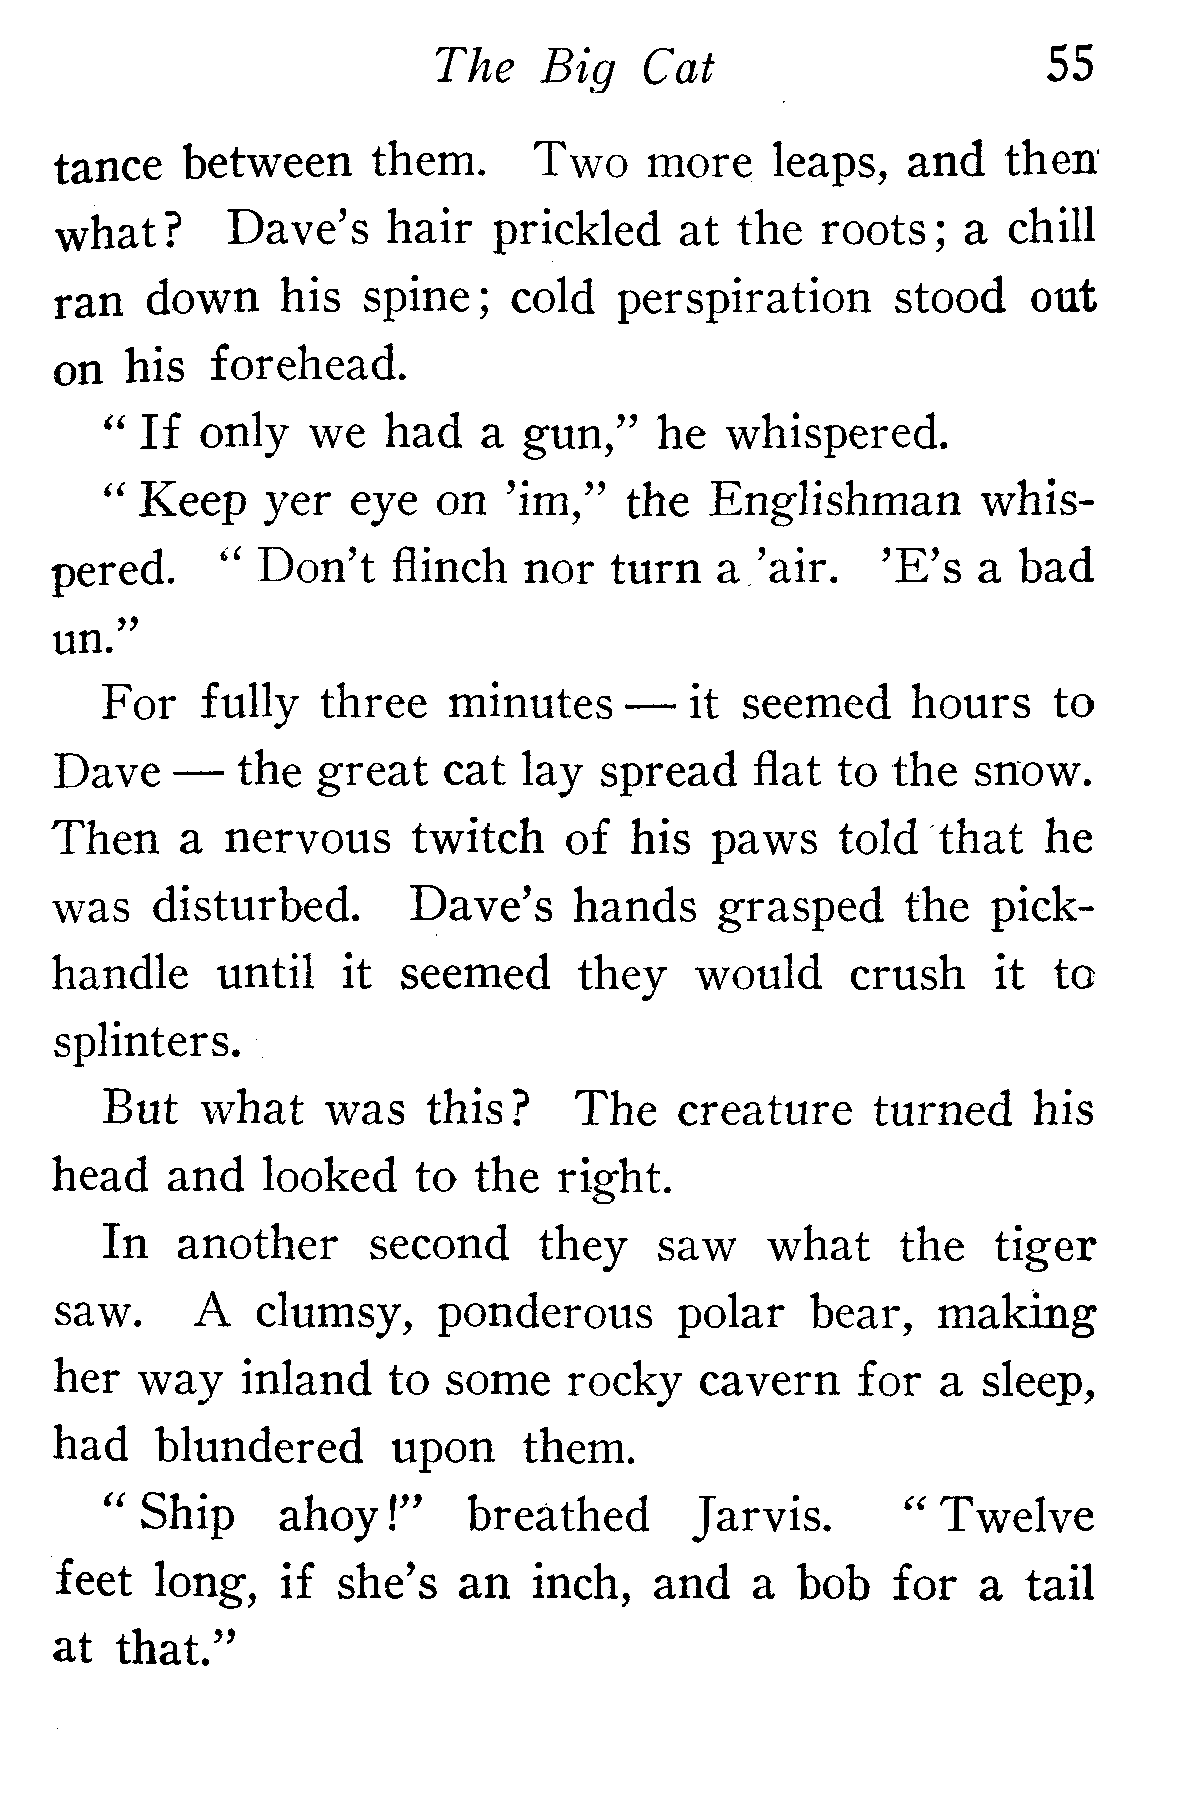 The Big Cat 55
tance between them. Two more leaps, and then
what? Dave's hair prickled at the roots; a chill
ran down his spine; cold perspiration stood out
on his forehead.
“ If only we had a gun,” he whispered.
“ Keep yer eye on ’im,” the Englishman whis-
pered. “ Don’t flinch nor turn a ’air. ’E’s a bad
un.”
For fully three minutes — it seemed hours to
Dave — the great cat lay spread flat to the snow.
Then a nervous twitch of his paws told that he
was disturbed. Dave’s hands grasped the pick-
handle until it seemed they would crush it to
splinters.
But what was this? The creature turned his
head and looked to the right.
In another second they saw what the tiger
saw. A clumsy, ponderous polar bear, making
her way inland to some rocky cavern for a sleep,
had blundered upon them.
“ Ship ahoy!” breathed Jarvis. “ Twelve
feet long, if she’s an inch, and a bob for a tail
at that.”